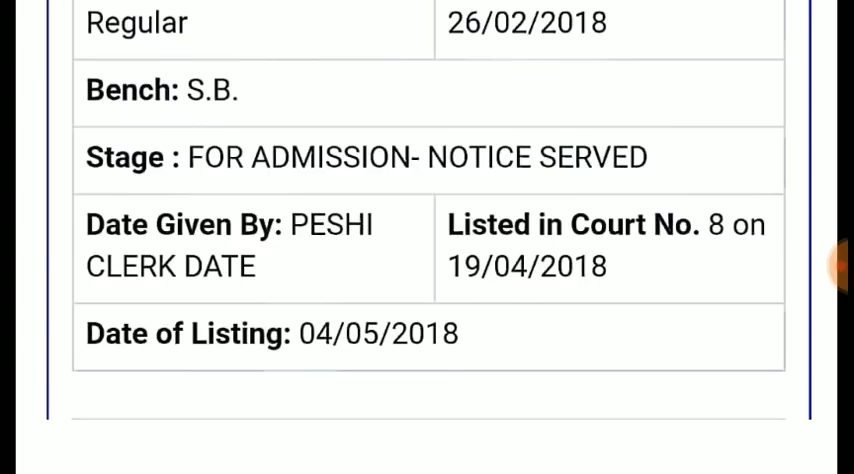 Regular 26/02/2018
Bench: S.B.
Stage : FOR ADMISSION- NOTICE SERVED
Date Given By: PESHI
CLERK DATE
Listed in Court No. 8 on
19/04/2018
Date of Listing: 04/05/2018